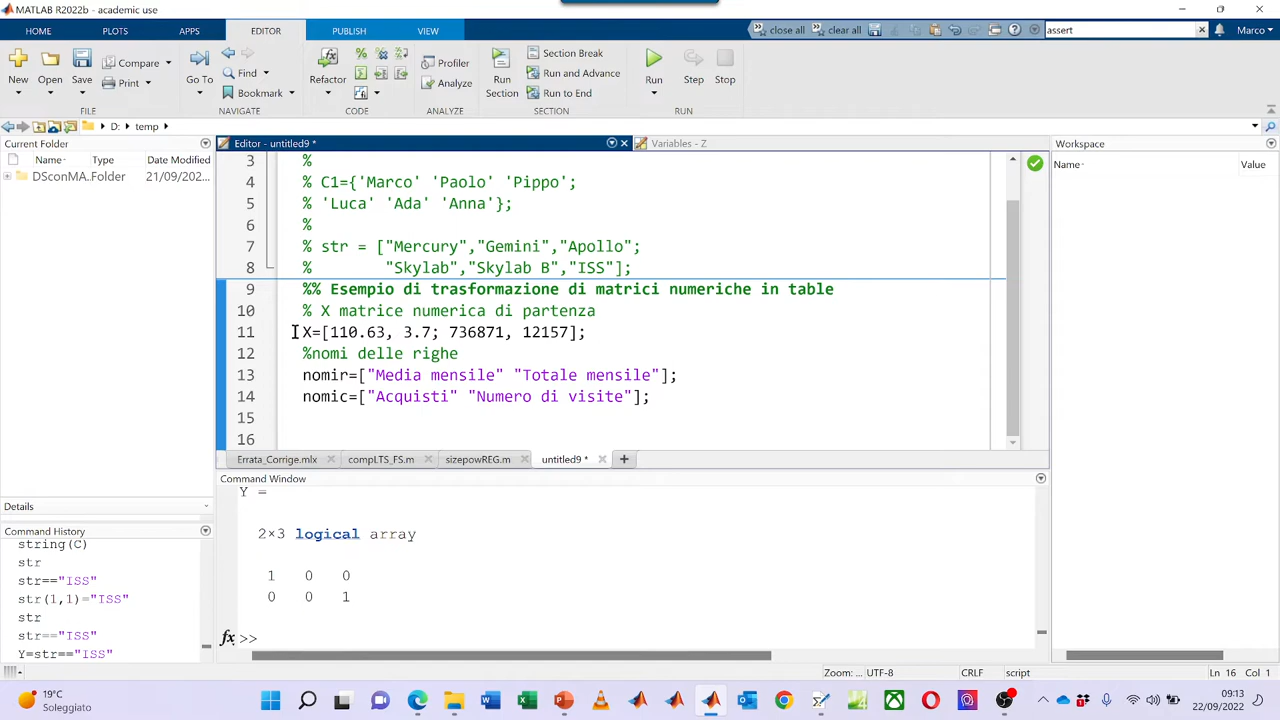 MATLAB R2022b - academic use
HOME PLOTS APPS EDITOR PUBLISH VIEW close all clear all assert Marco
New Open Save Compare Print Go To Find Bookmark Refactor Profiler Analyze Run Section Section Break Run and Advance Run to End Run Step Stop
FILE NAVIGATE CODE ANALYZE SECTION RUN
D: temp
Current Folder
Name Type Date Modified
DSconMA.. Folder 21/09/202...
Details
Command History
string(C)
str
str=="ISS"
str(1,1)="ISS"
str
str=="ISS"
Y=str=="ISS"
Editor - untitled9 * Variables - Z
3 %
4 % C1={'Marco' 'Paolo' 'Pippo';
5 % 'Luca' 'Ada' 'Anna'};
6 %
7 % str = ["Mercury","Gemini","Apollo";
8 % "Skylab","Skylab B","ISS"];
9 %% Esempio di trasformazione di matrici numeriche in table
10 % X matrice numerica di partenza
11 X=[110.63, 3.7; 736871, 12157];
12 %nomi delle righe
13 nomir=["Media mensile" "Totale mensile"];
14 nomic=["Acquisti" "Numero di visite"];
15
16
Errata_Corrige.mlx compLTS_FS.m sizepowREG.m untitled9 *
Command Window
Y =
2×3 logical array
1 0 0
0 0 1
fx >>
Workspace
Name Value
Zoom: ... UTF-8 CRLF script Ln 16 Col 1
19°C
Soleggiato
09:13
22/09/2022